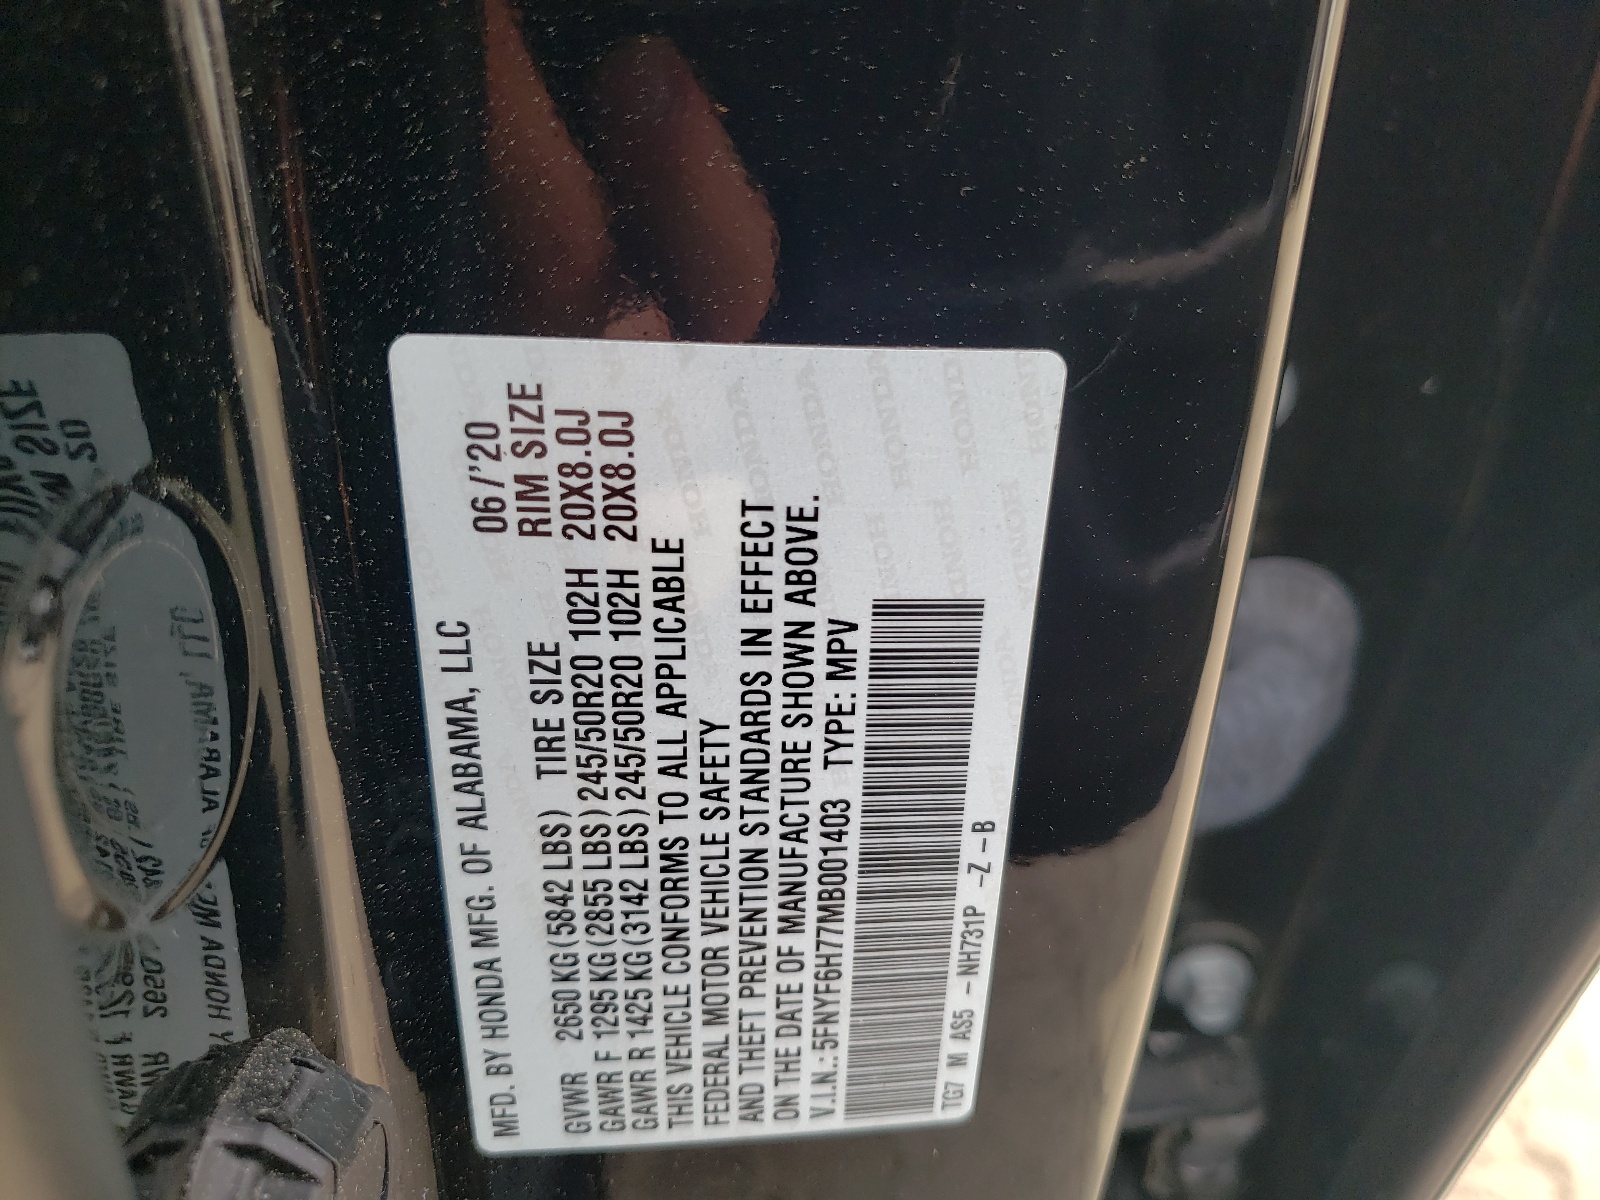 MFD. BY HONDA MFG. OF ALABAMA, LLC 06/'20
GVWR 2650 KG (5842 LBS) TIRE SIZE RIM SIZE
GAWR F 1295 KG (2855 LBS) 245/50R20 102H 20X8.0J
GAWR R 1425 KG (3142 LBS) 245/50R20 102H 20X8.0J
THIS VEHICLE CONFORMS TO ALL APPLICABLE
FEDERAL MOTOR VEHICLE SAFETY
AND THEFT PREVENTION STANDARDS IN EFFECT
ON THE DATE OF MANUFACTURE SHOWN ABOVE.
V.I.N.: 5FNYF6H77MB001403 TYPE: MPV
TG7 M AS5 -NH731P -Z-B